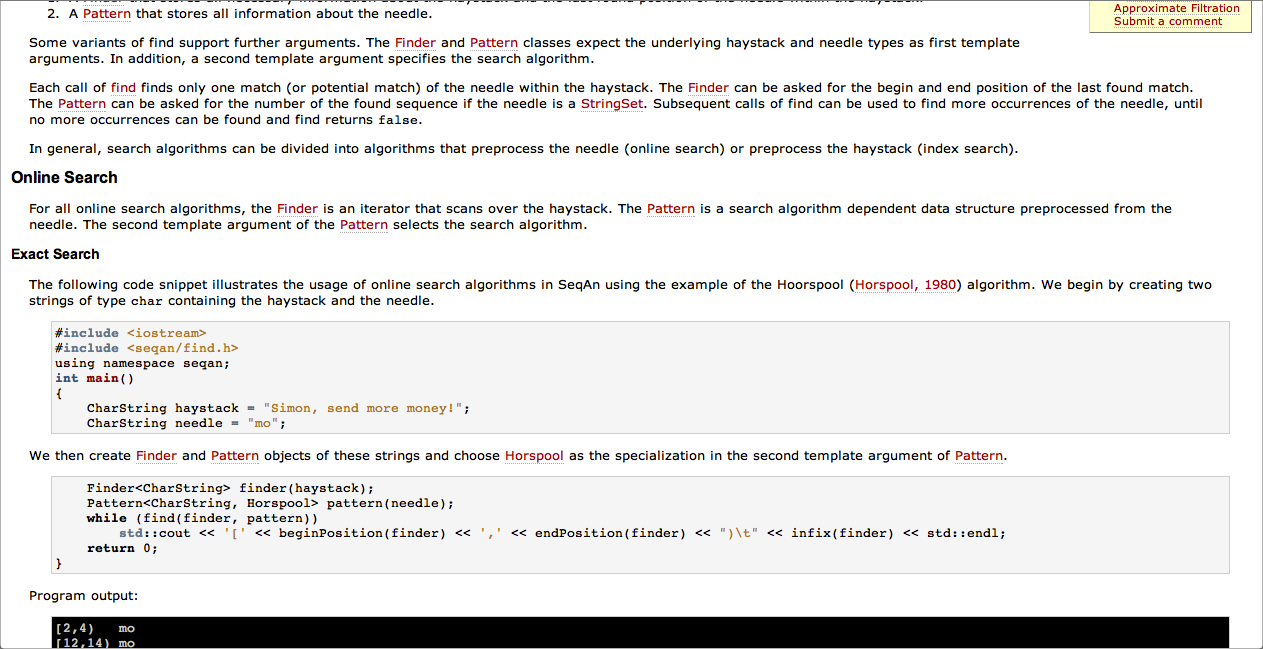 2. A Pattern that stores all information about the needle.
Approximate Filtration
Submit a comment
Some variants of find support further arguments. The Finder and Pattern classes expect the underlying haystack and needle types as first template
arguments. In addition, a second template argument specifies the search algorithm.
Each call of find finds only one match (or potential match) of the needle within the haystack. The Finder can be asked for the begin and end position of the last found match.
The Pattern can be asked for the number of the found sequence if the needle is a StringSet. Subsequent calls of find can be used to find more occurrences of the needle, until
no more occurrences can be found and find returns false.
In general, search algorithms can be divided into algorithms that preprocess the needle (online search) or preprocess the haystack (index search).
Online Search
For all online search algorithms, the Finder is an iterator that scans over the haystack. The Pattern is a search algorithm dependent data structure preprocessed from the
needle. The second template argument of the Pattern selects the search algorithm.
Exact Search
The following code snippet illustrates the usage of online search algorithms in SeqAn using the example of the Hoorspool (Horspool, 1980) algorithm. We begin by creating two
strings of type char containing the haystack and the needle.
#include <iostream>
#include <seqan/find.h>
using namespace seqan;
int main()
{
    CharString haystack = "Simon, send more money!";
    CharString needle = "mo";
We then create Finder and Pattern objects of these strings and choose Horspool as the specialization in the second template argument of Pattern.
    Finder<CharString> finder(haystack);
    Pattern<CharString, Horspool> pattern(needle);
    while (find(finder, pattern))
        std::cout << '[' << beginPosition(finder) << ',' << endPosition(finder) << ")\t" << infix(finder) << std::endl;
    return 0;
}
Program output:
[2,4)   mo
[12,14) mo